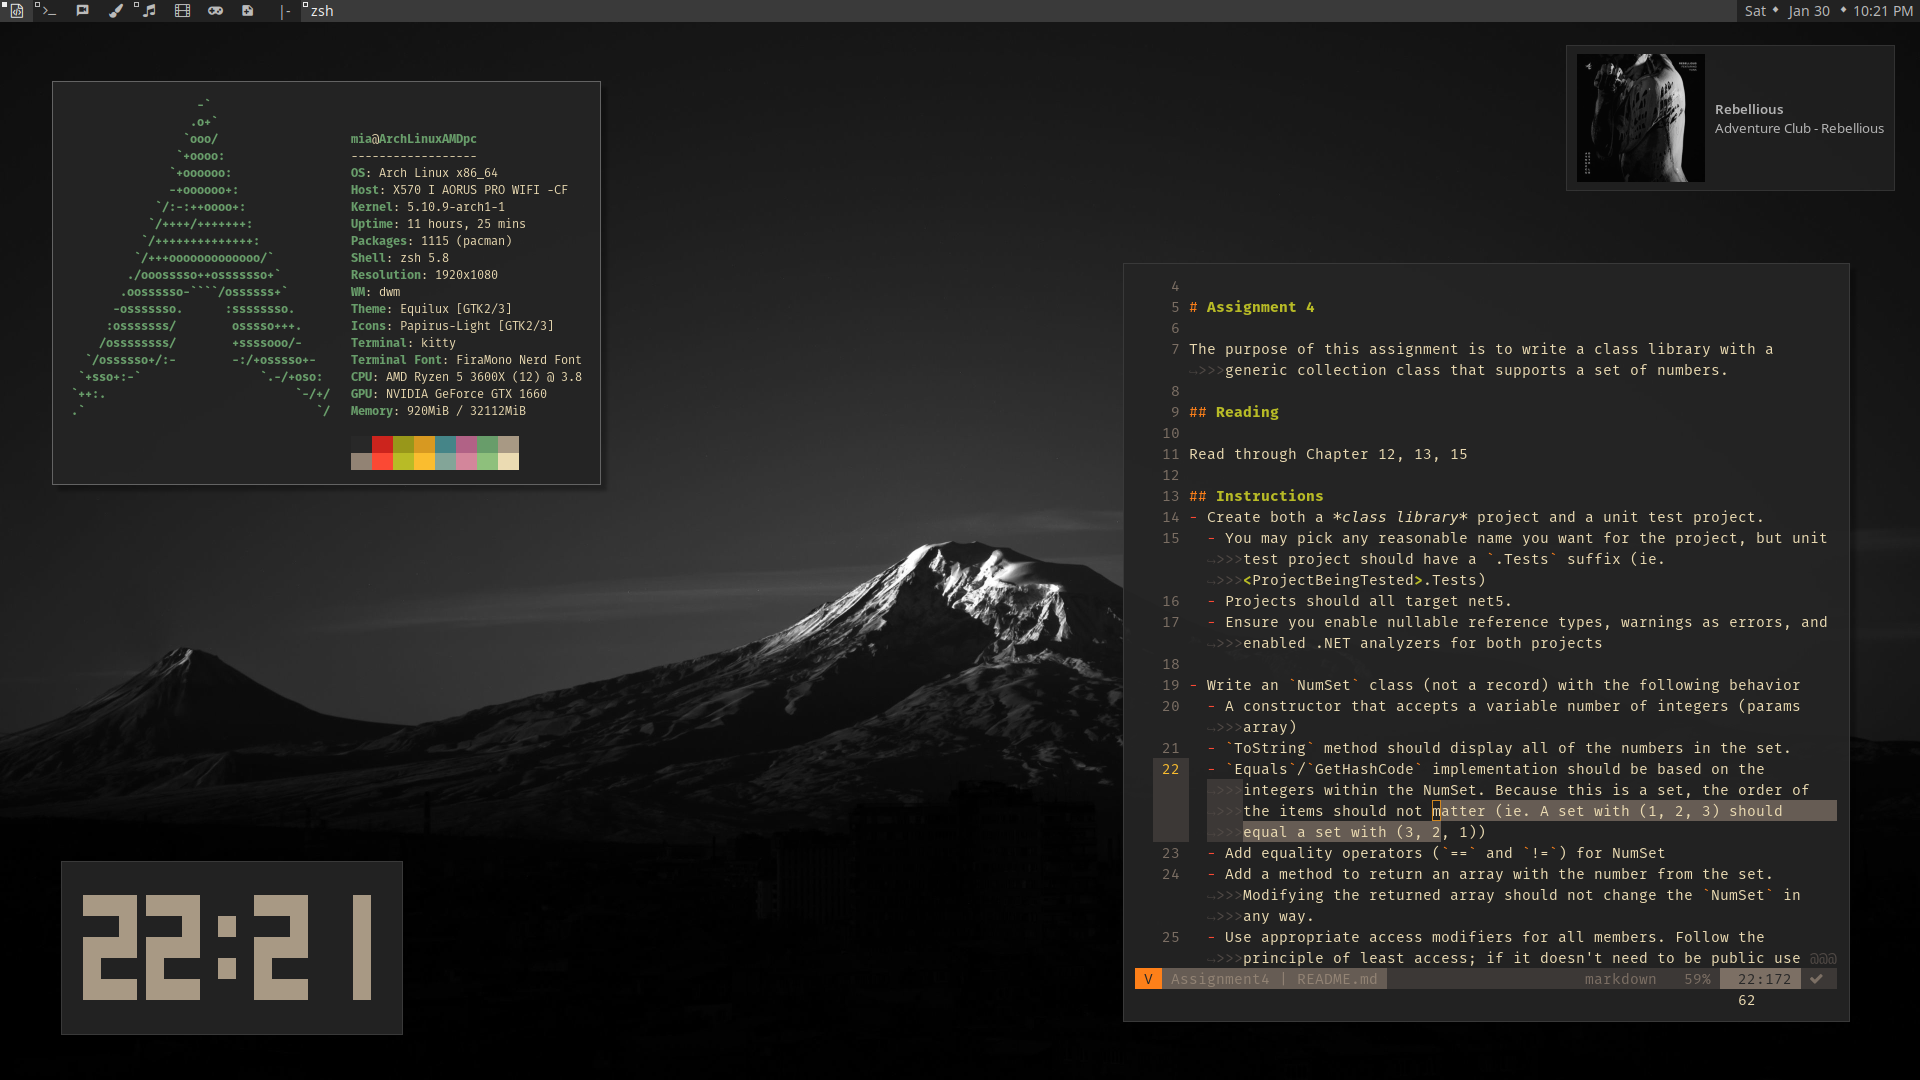 zsh
Sat Jan 30 10:21 PM
Rebellious
Adventure Club - Rebellious
mia@ArchLinuxAMDpc
------------------
OS: Arch Linux x86_64
Host: X570 I AORUS PRO WIFI -CF
Kernel: 5.10.9-arch1-1
Uptime: 11 hours, 25 mins
Packages: 1115 (pacman)
Shell: zsh 5.8
Resolution: 1920x1080
WM: dwm
Theme: Equilux [GTK2/3]
Icons: Papirus-Light [GTK2/3]
Terminal: kitty
Terminal Font: FiraMono Nerd Font
CPU: AMD Ryzen 5 3600X (12) @ 3.8
GPU: NVIDIA GeForce GTX 1660
Memory: 920MiB / 32112MiB
22:21
4
5 # Assignment 4
6
7 The purpose of this assignment is to write a class library with a
→>>>generic collection class that supports a set of numbers.
8
9 ## Reading
10
11 Read through Chapter 12, 13, 15
12
13 ## Instructions
14 - Create both a *class library* project and a unit test project.
15 - You may pick any reasonable name you want for the project, but unit
→>>>test project should have a `.Tests` suffix (ie.
→>>><ProjectBeingTested>.Tests)
16 - Projects should all target net5.
17 - Ensure you enable nullable reference types, warnings as errors, and
→>>>enabled .NET analyzers for both projects
18
19 - Write an `NumSet` class (not a record) with the following behavior
20 - A constructor that accepts a variable number of integers (params
→>>>array)
21 - `ToString` method should display all of the numbers in the set.
22 - `Equals`/`GetHashCode` implementation should be based on the
→>>>integers within the NumSet. Because this is a set, the order of
→>>>the items should not matter (ie. A set with (1, 2, 3) should
→>>>equal a set with (3, 2, 1))
23 - Add equality operators (`==` and `!=`) for NumSet
24 - Add a method to return an array with the number from the set.
→>>>Modifying the returned array should not change the `NumSet` in
→>>>any way.
25 - Use appropriate access modifiers for all members. Follow the
→>>>principle of least access; if it doesn't need to be public use @@@
V Assignment4 | README.md markdown 59% 22:172 ✔
62